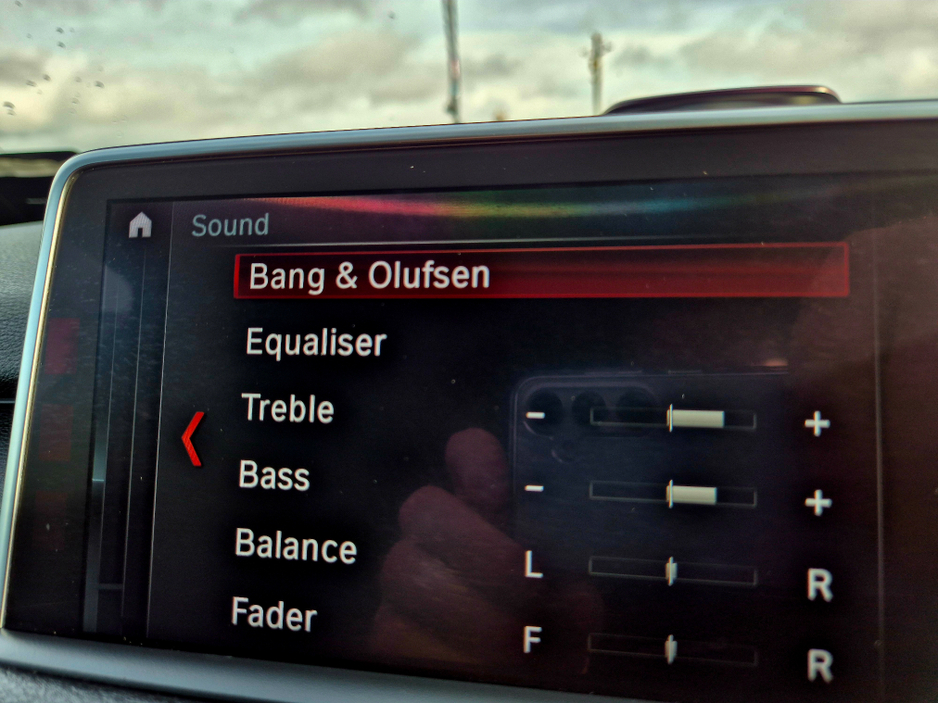 Sound
Bang & Olufsen
Equaliser
Treble - +
Bass - +
Balance L R
Fader F R